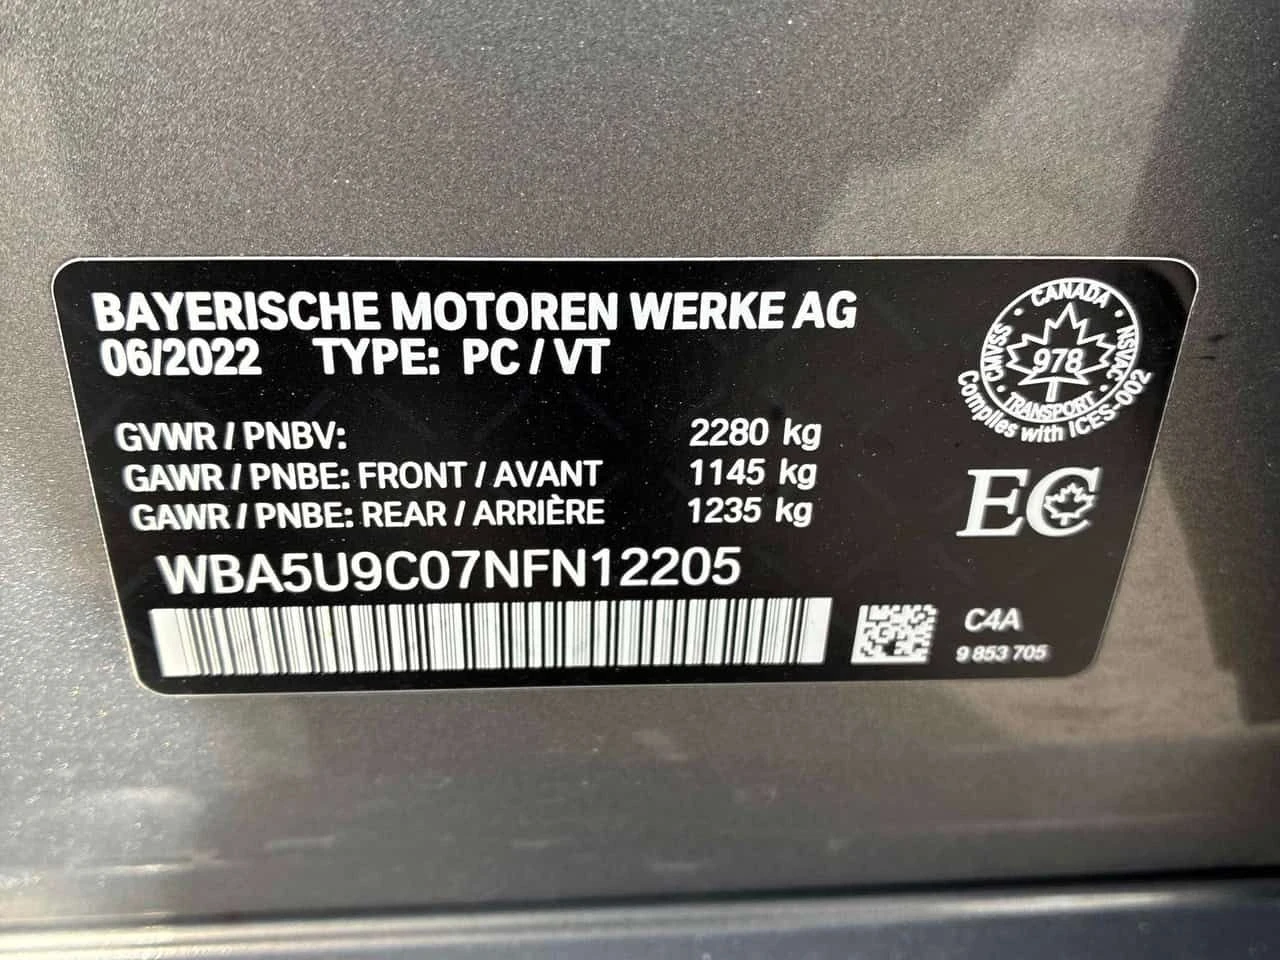 BAYERISCHE MOTOREN WERKE AG
06/2022 TYPE: PC / VT
GVWR / PNBV: 2280 kg
GAWR / PNBE: FRONT / AVANT 1145 kg
GAWR / PNBE: REAR / ARRIÈRE 1235 kg
WBA5U9C07NFN12205
CANADA
CMVSS · NSVAC
978
· TRANSPORT ·
Complies with ICES-002
EC
C4A
9 853 705